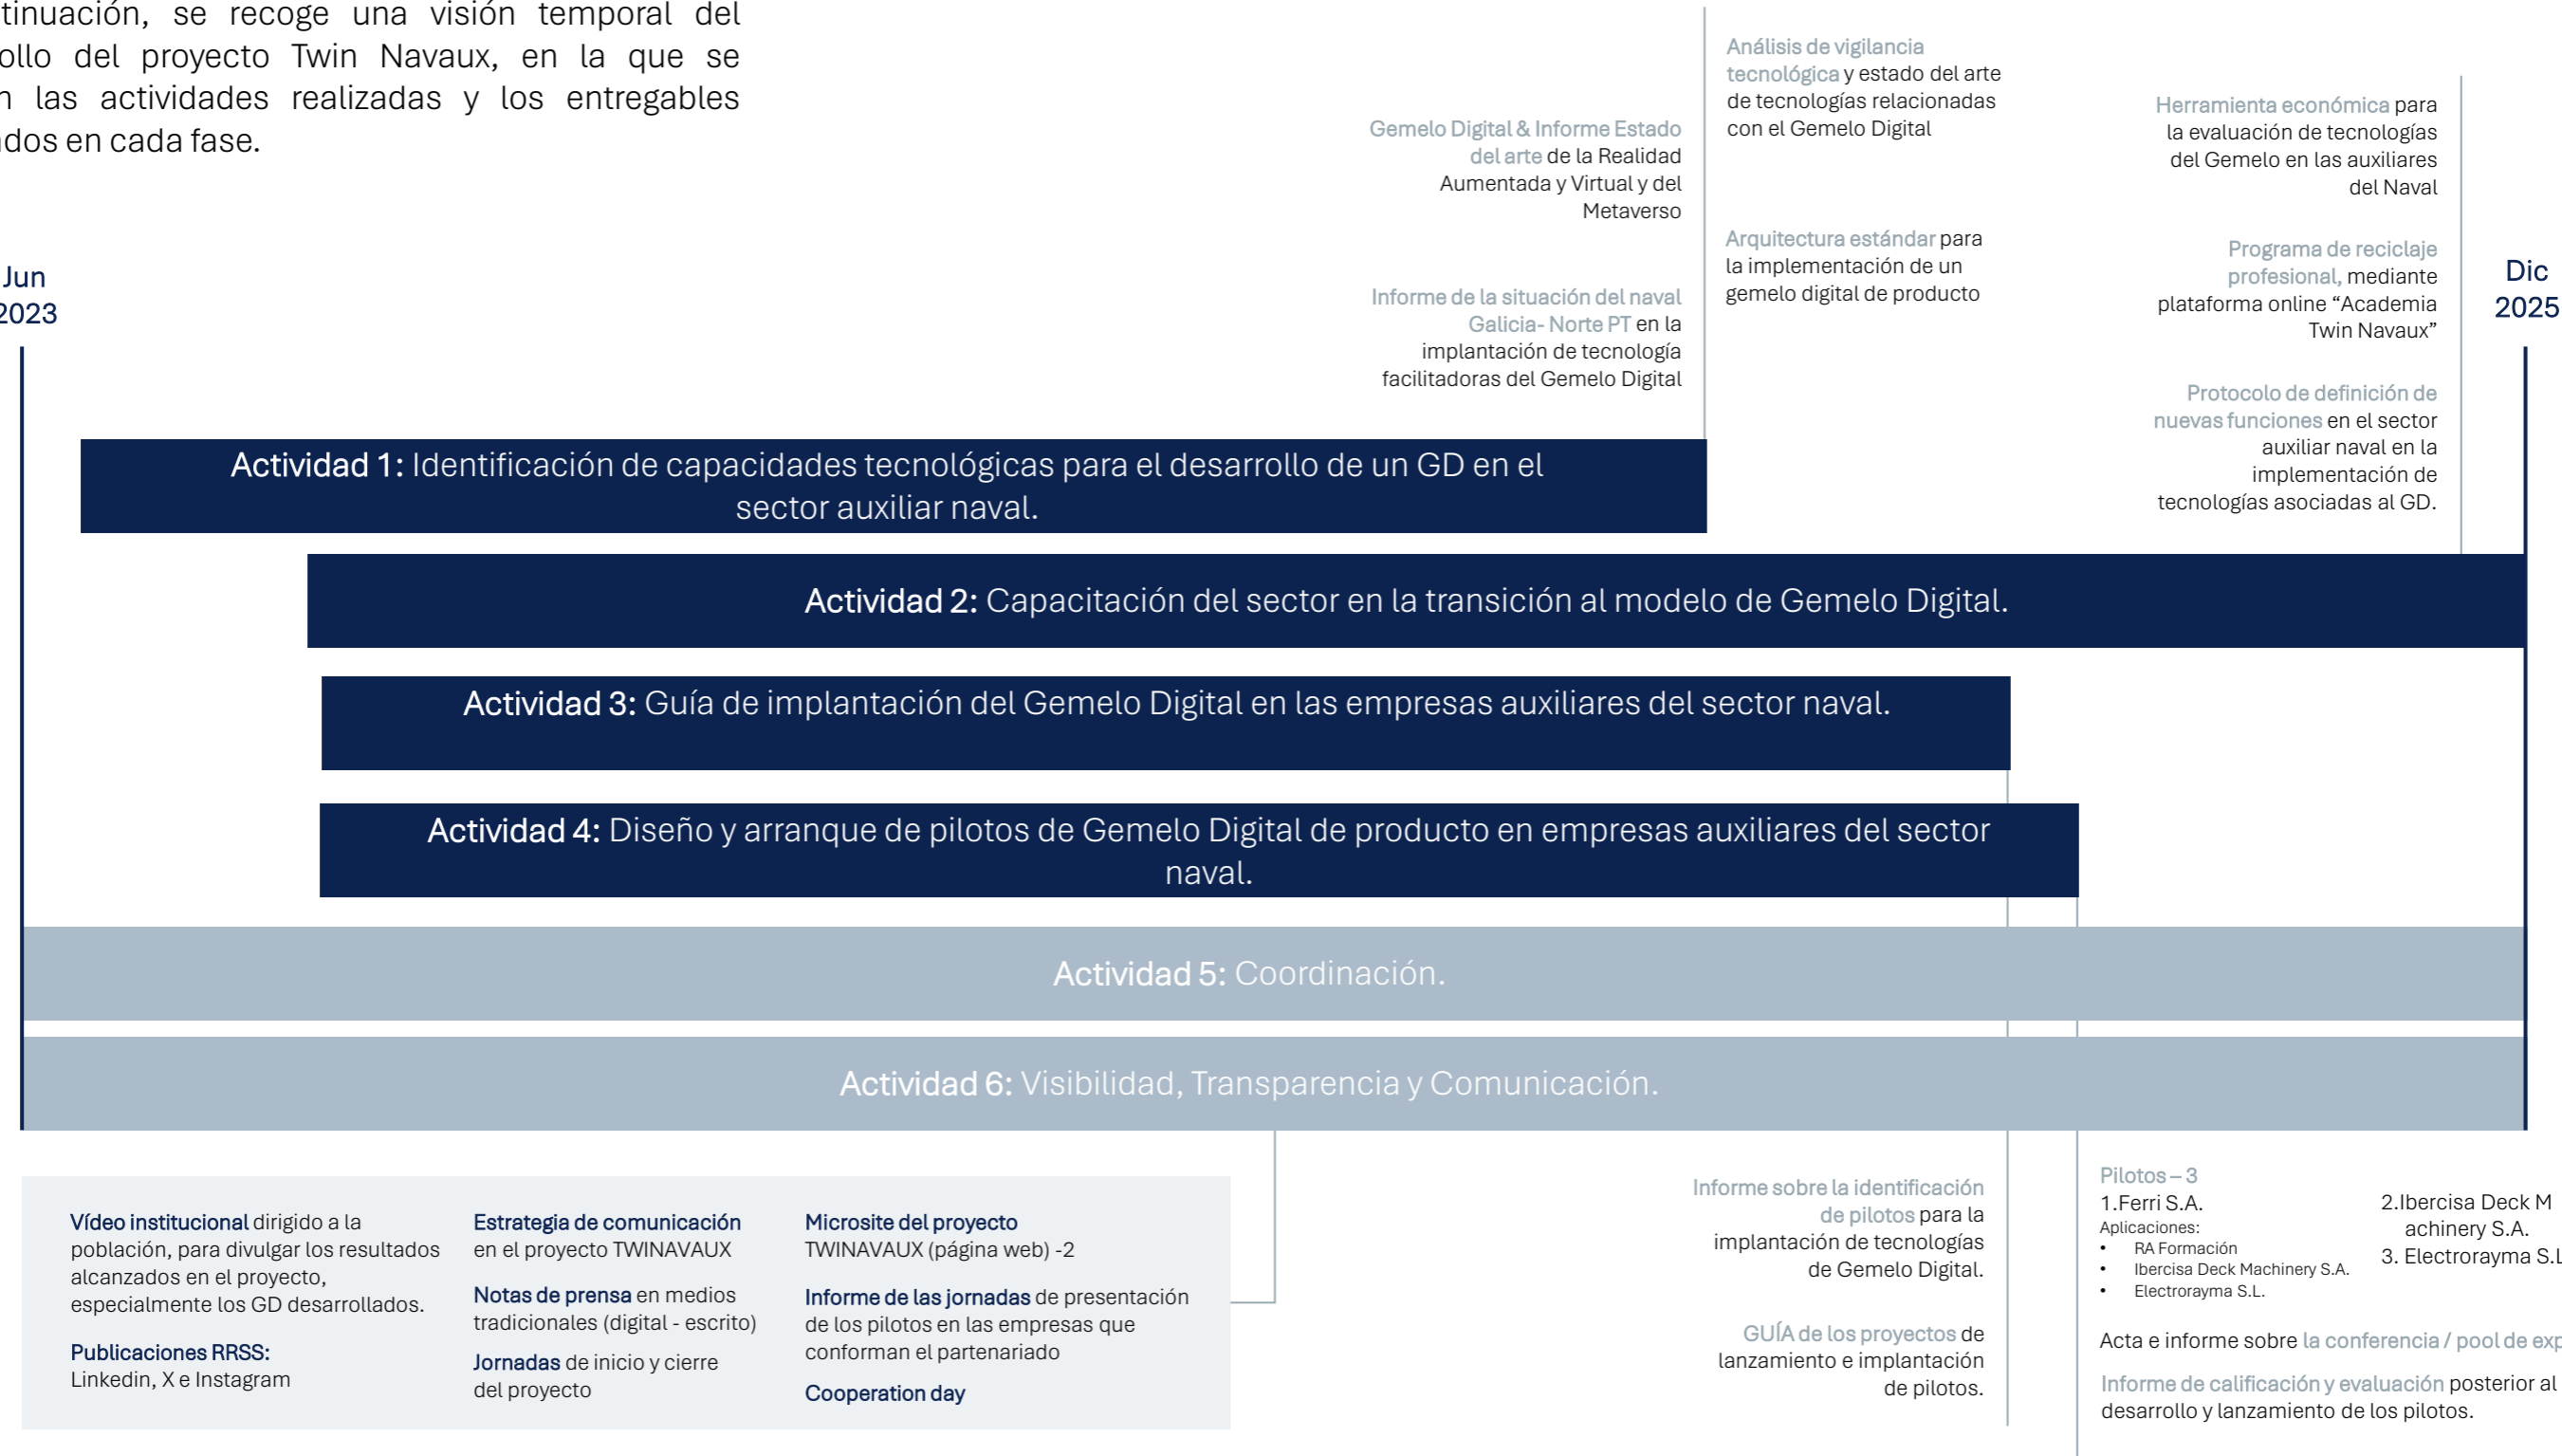 tinuación, se recoge una visión temporal del
ollo del proyecto Twin Navaux, en la que se
n las actividades realizadas y los entregables
ados en cada fase.
Análisis de vigilancia
tecnológica y estado del arte
de tecnologías relacionadas
con el Gemelo Digital
Gemelo Digital & Informe Estado
del arte de la Realidad
Aumentada y Virtual y del
Metaverso
Herramienta económica para
la evaluación de tecnologías
del Gemelo en las auxiliares
del Naval
Arquitectura estándar para
la implementación de un
gemelo digital de producto
Programa de reciclaje
profesional, mediante
plataforma online “Academia
Twin Navaux”
Jun
2023
Dic
2025
Informe de la situación del naval
Galicia- Norte PT en la
implantación de tecnología
facilitadoras del Gemelo Digital
Protocolo de definición de
nuevas funciones en el sector
auxiliar naval en la
implementación de
tecnologías asociadas al GD.
Actividad 1: Identificación de capacidades tecnológicas para el desarrollo de un GD en el
sector auxiliar naval.
Actividad 2: Capacitación del sector en la transición al modelo de Gemelo Digital.
Actividad 3: Guía de implantación del Gemelo Digital en las empresas auxiliares del sector naval.
Actividad 4: Diseño y arranque de pilotos de Gemelo Digital de producto en empresas auxiliares del sector
naval.
Actividad 5: Coordinación.
Actividad 6: Visibilidad, Transparencia y Comunicación.
Vídeo institucional dirigido a la
población, para divulgar los resultados
alcanzados en el proyecto,
especialmente los GD desarrollados.
Publicaciones RRSS:
Linkedin, X e Instagram
Estrategia de comunicación
en el proyecto TWINAVAUX
Notas de prensa en medios
tradicionales (digital - escrito)
Jornadas de inicio y cierre
del proyecto
Microsite del proyecto
TWINAVAUX (página web) -2
Informe de las jornadas de presentación
de los pilotos en las empresas que
conforman el partenariado
Cooperation day
Informe sobre la identificación
de pilotos para la
implantación de tecnologías
de Gemelo Digital.
GUÍA de los proyectos de
lanzamiento e implantación
de pilotos.
Pilotos – 3
1.Ferri S.A.
Aplicaciones:
• RA Formación
• Ibercisa Deck Machinery S.A.
• Electrorayma S.L.
2.Ibercisa Deck M
achinery S.A.
3. Electrorayma S.L
Acta e informe sobre la conferencia / pool de exp
Informe de calificación y evaluación posterior al
desarrollo y lanzamiento de los pilotos.